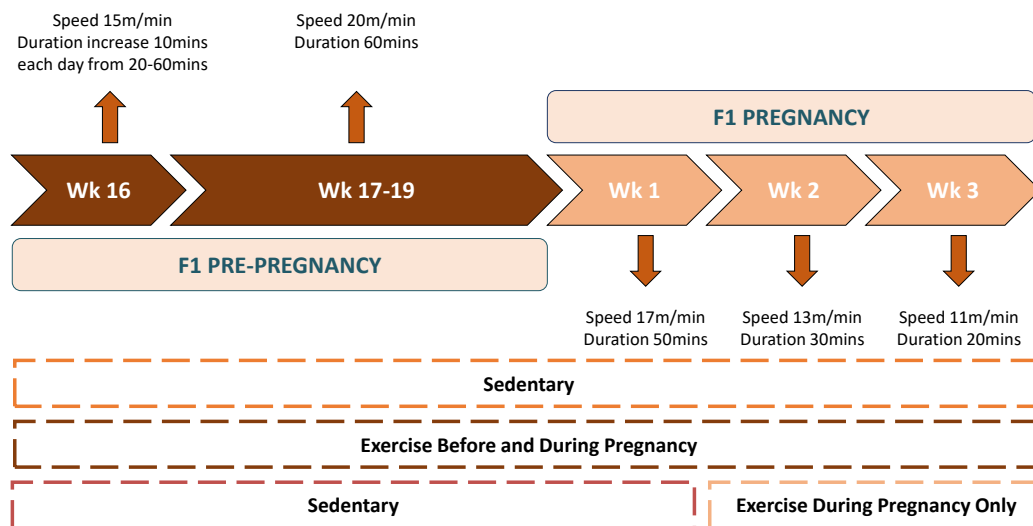 Speed 15m/min
Duration increase 10mins
each day from 20-60mins
Speed 20m/min
Duration 60mins
F1 PREGNANCY
Wk 16
Wk 17-19
Wk 1
Wk 2
Wk 3
F1 PRE-PREGNANCY
Speed 17m/min
Duration 50mins
Speed 13m/min
Duration 30mins
Speed 11m/min
Duration 20mins
Sedentary
Exercise Before and During Pregnancy
Sedentary
Exercise During Pregnancy Only